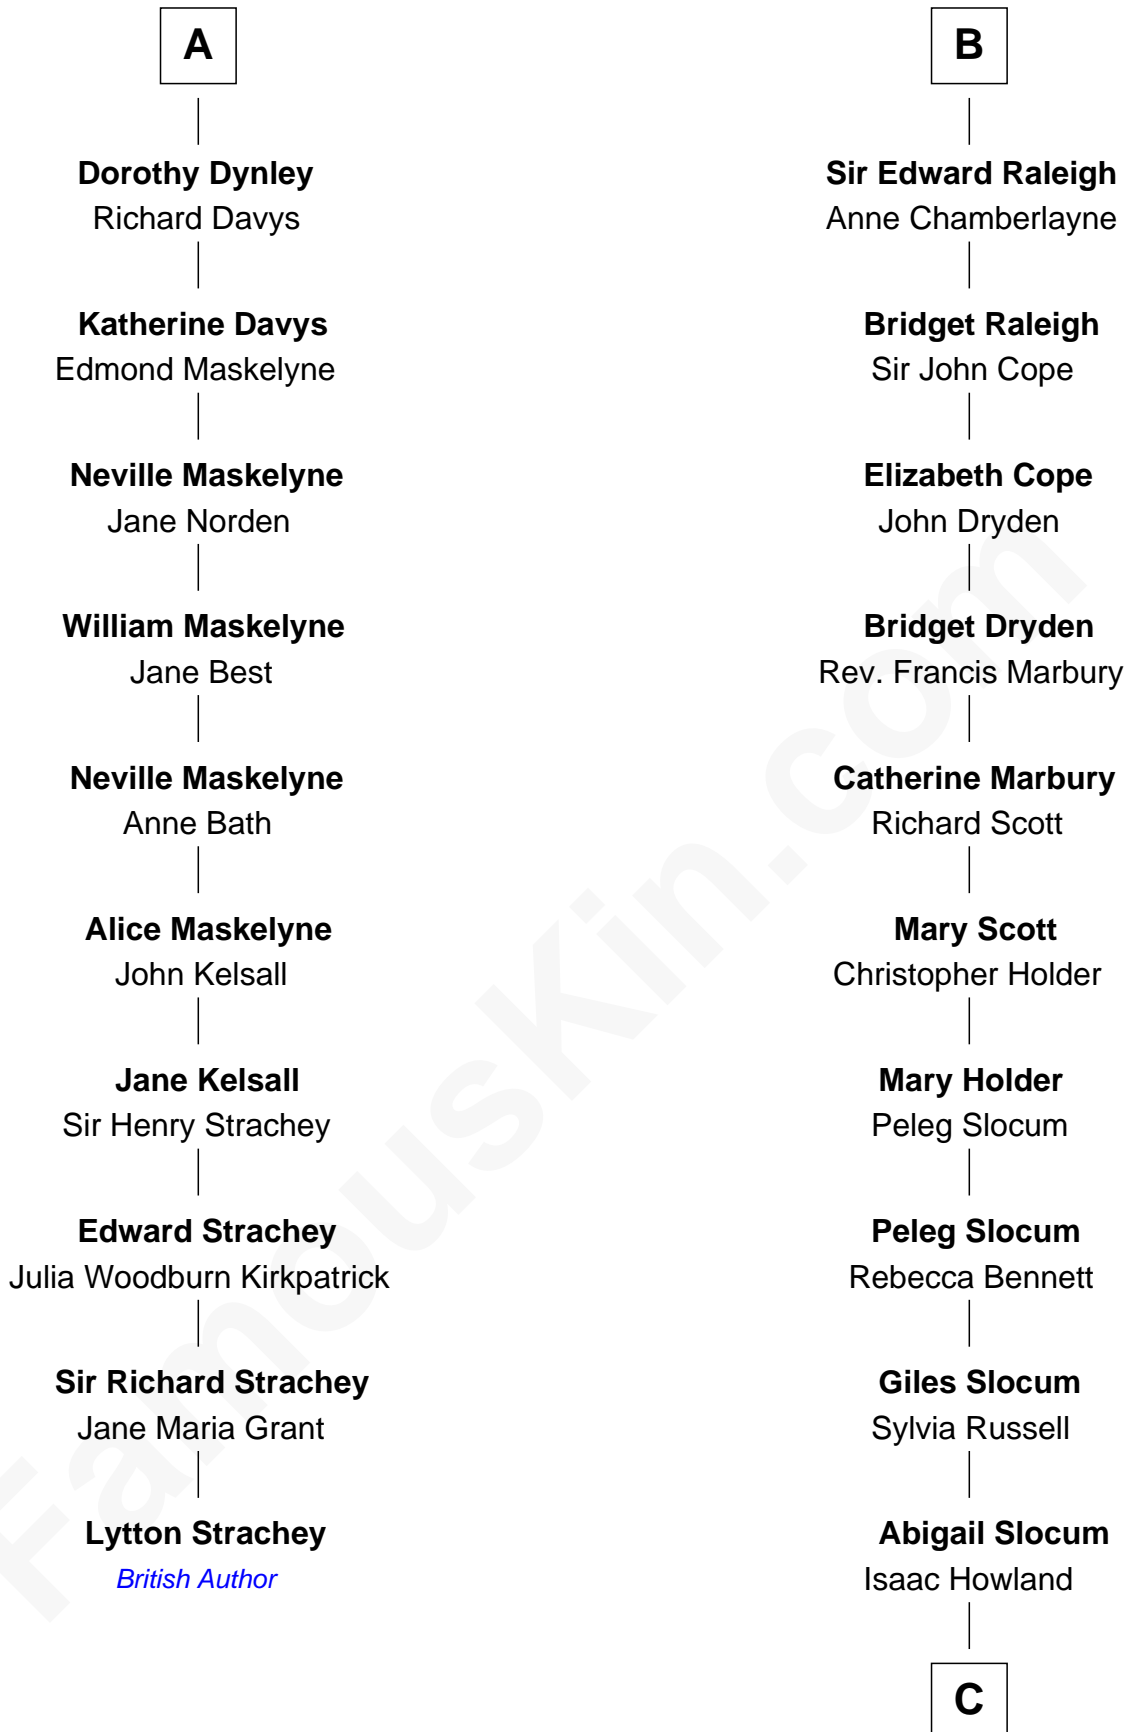 A
Dorothy Dynley
Richard Davys
Katherine Davys
Edmond Maskelyne
Neville Maskelyne
Jane Norden
William Maskelyne
Jane Best
Neville Maskelyne
Anne Bath
Alice Maskelyne
John Kelsall
Jane Kelsall
Sir Henry Strachey
Edward Strachey
Julia Woodburn Kirkpatrick
Sir Richard Strachey
Jane Maria Grant
Lytton Strachey
British Author
B
Sir Edward Raleigh
Anne Chamberlayne
Bridget Raleigh
Sir John Cope
Elizabeth Cope
John Dryden
Bridget Dryden
Rev. Francis Marbury
Catherine Marbury
Richard Scott
Mary Scott
Christopher Holder
Mary Holder
Peleg Slocum
Peleg Slocum
Rebecca Bennett
Giles Slocum
Sylvia Russell
Abigail Slocum
Isaac Howland
C
FamousKin.com